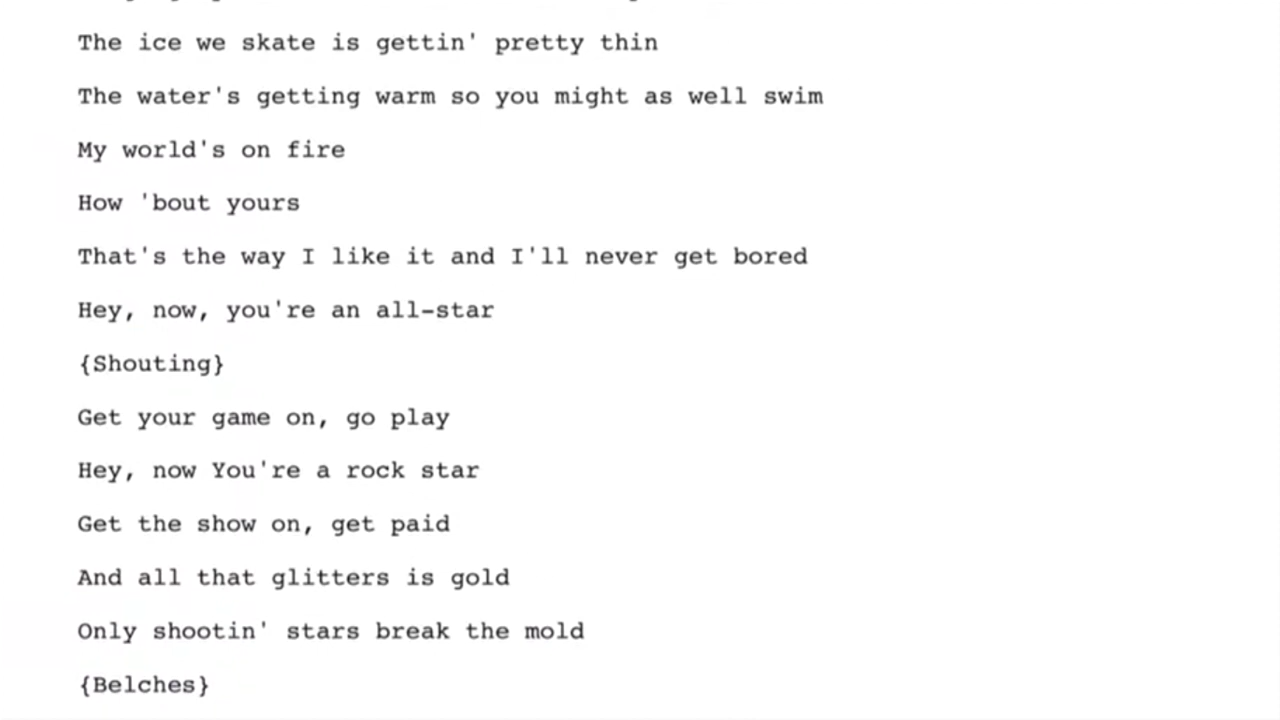 The ice we skate is gettin' pretty thin
The water's getting warm so you might as well swim
My world's on fire
How 'bout yours
That's the way I like it and I'll never get bored
Hey, now, you're an all-star
{Shouting}
Get your game on, go play
Hey, now You're a rock star
Get the show on, get paid
And all that glitters is gold
Only shootin' stars break the mold
{Belches}